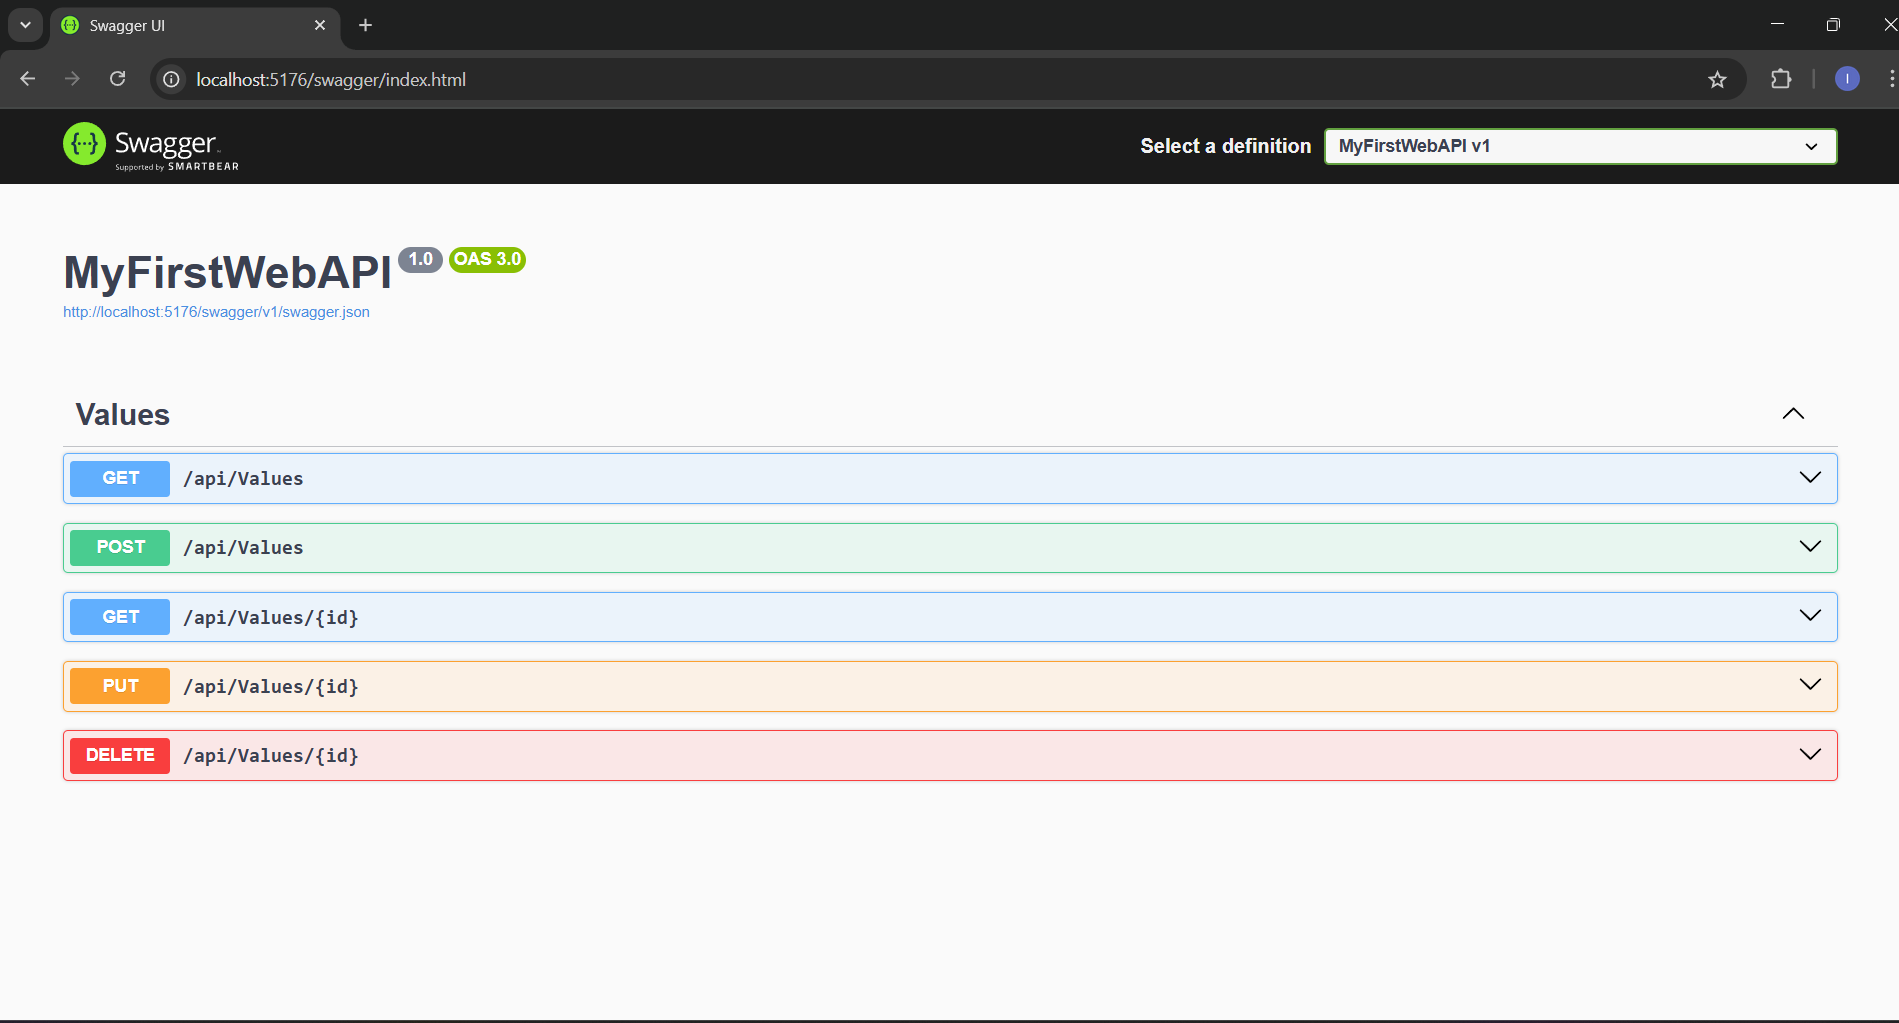 Swagger UI
localhost:5176/swagger/index.html
I
{···} Swagger
Supported by SMARTBEAR
Select a definition
MyFirstWebAPI v1
MyFirstWebAPI 1.0 OAS 3.0
http://localhost:5176/swagger/v1/swagger.json
Values
GET /api/Values
POST /api/Values
GET /api/Values/{id}
PUT /api/Values/{id}
DELETE /api/Values/{id}